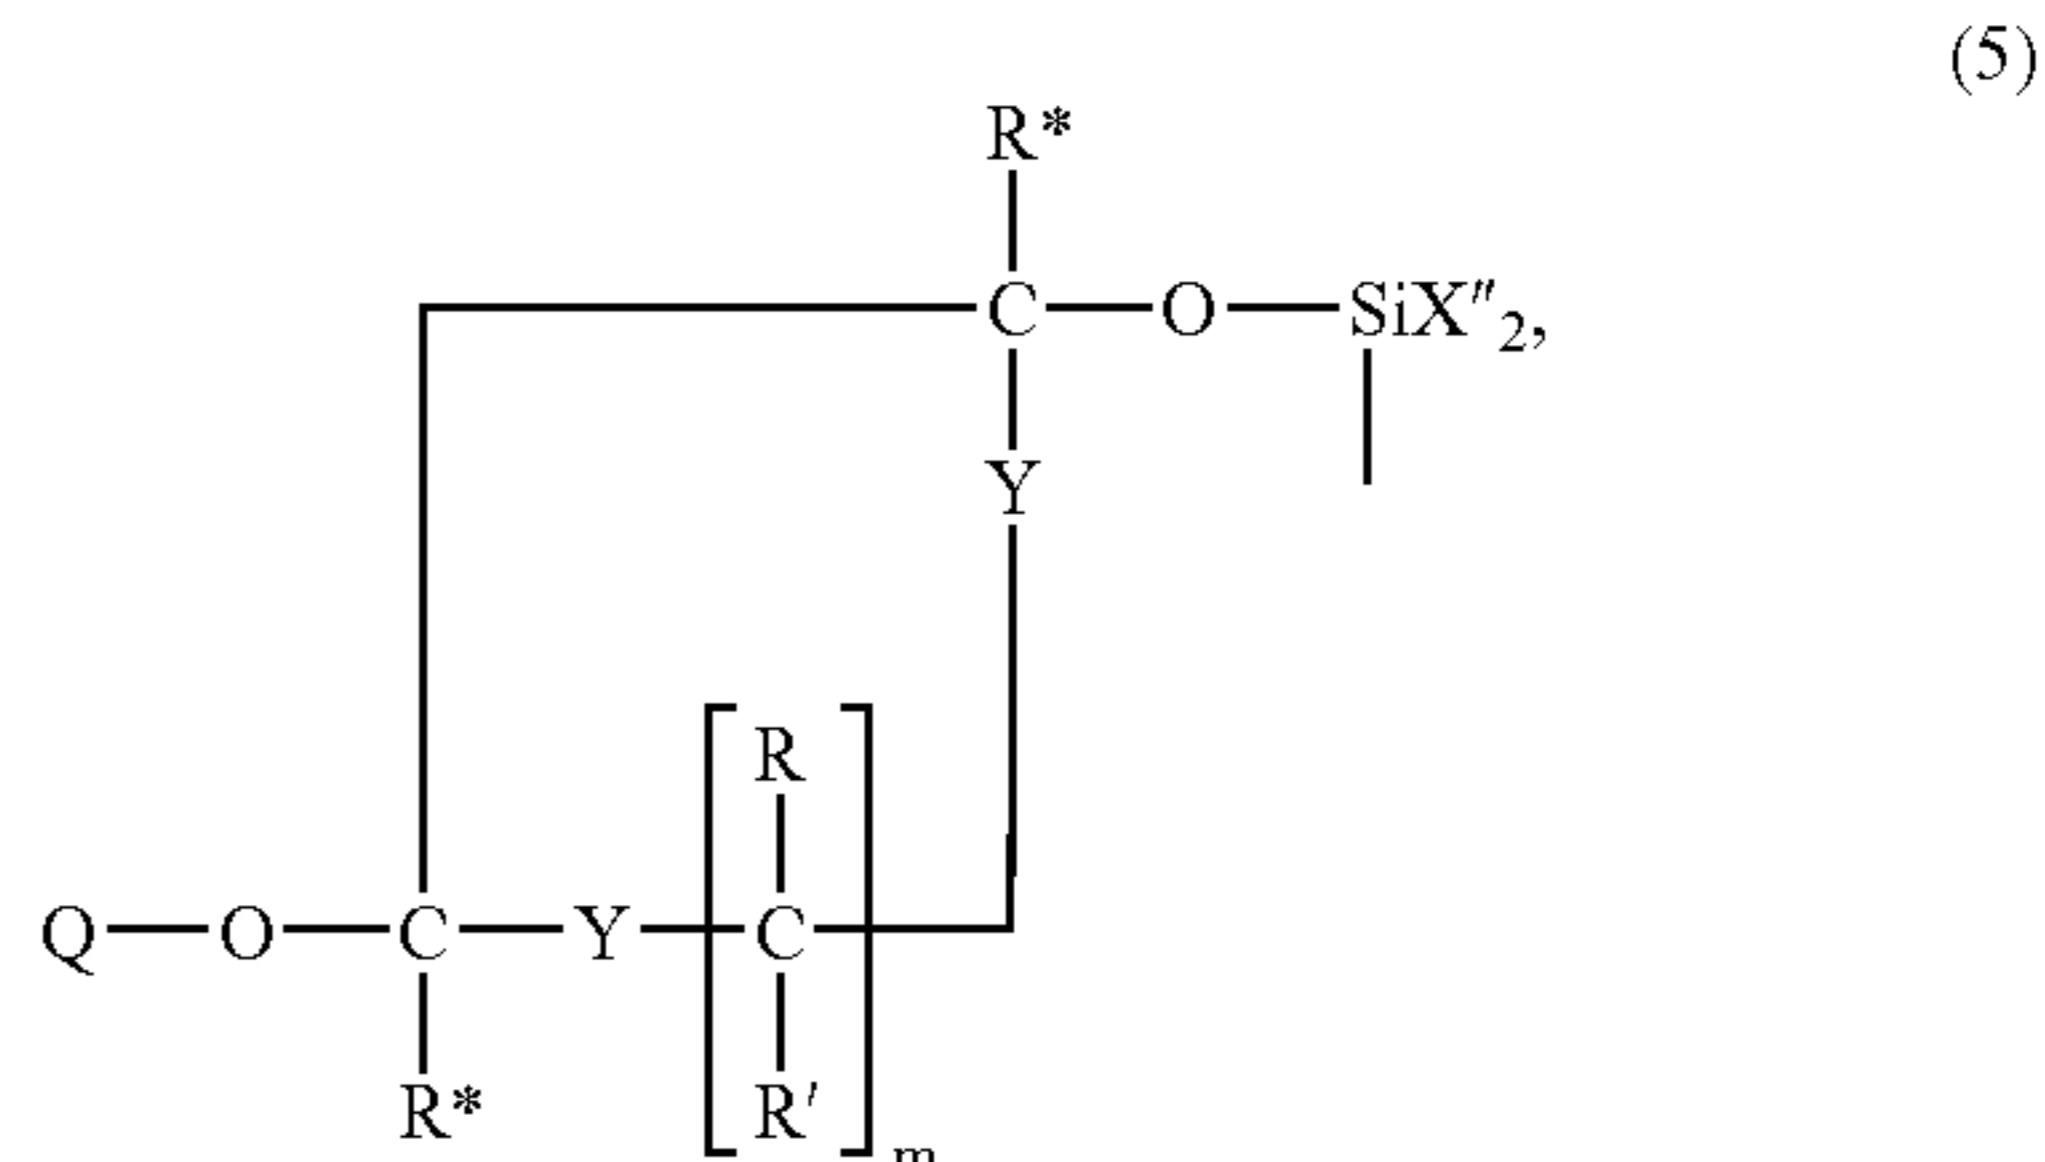 (5)
R*
C O SiX″₂,
Y
R
Q O C Y C
R* R′
m